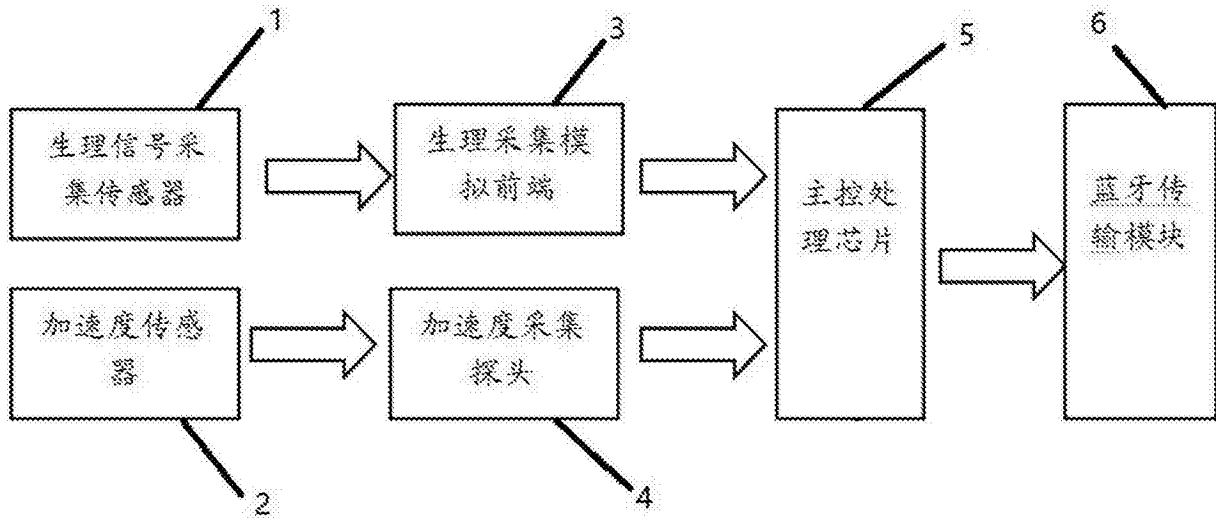 1
3
5
6
生理信号采
集传感器
生理采集模
拟前端
主控处
理芯片
蓝牙传
输模块
加速度传感
器
加速度采集
探头
2
4